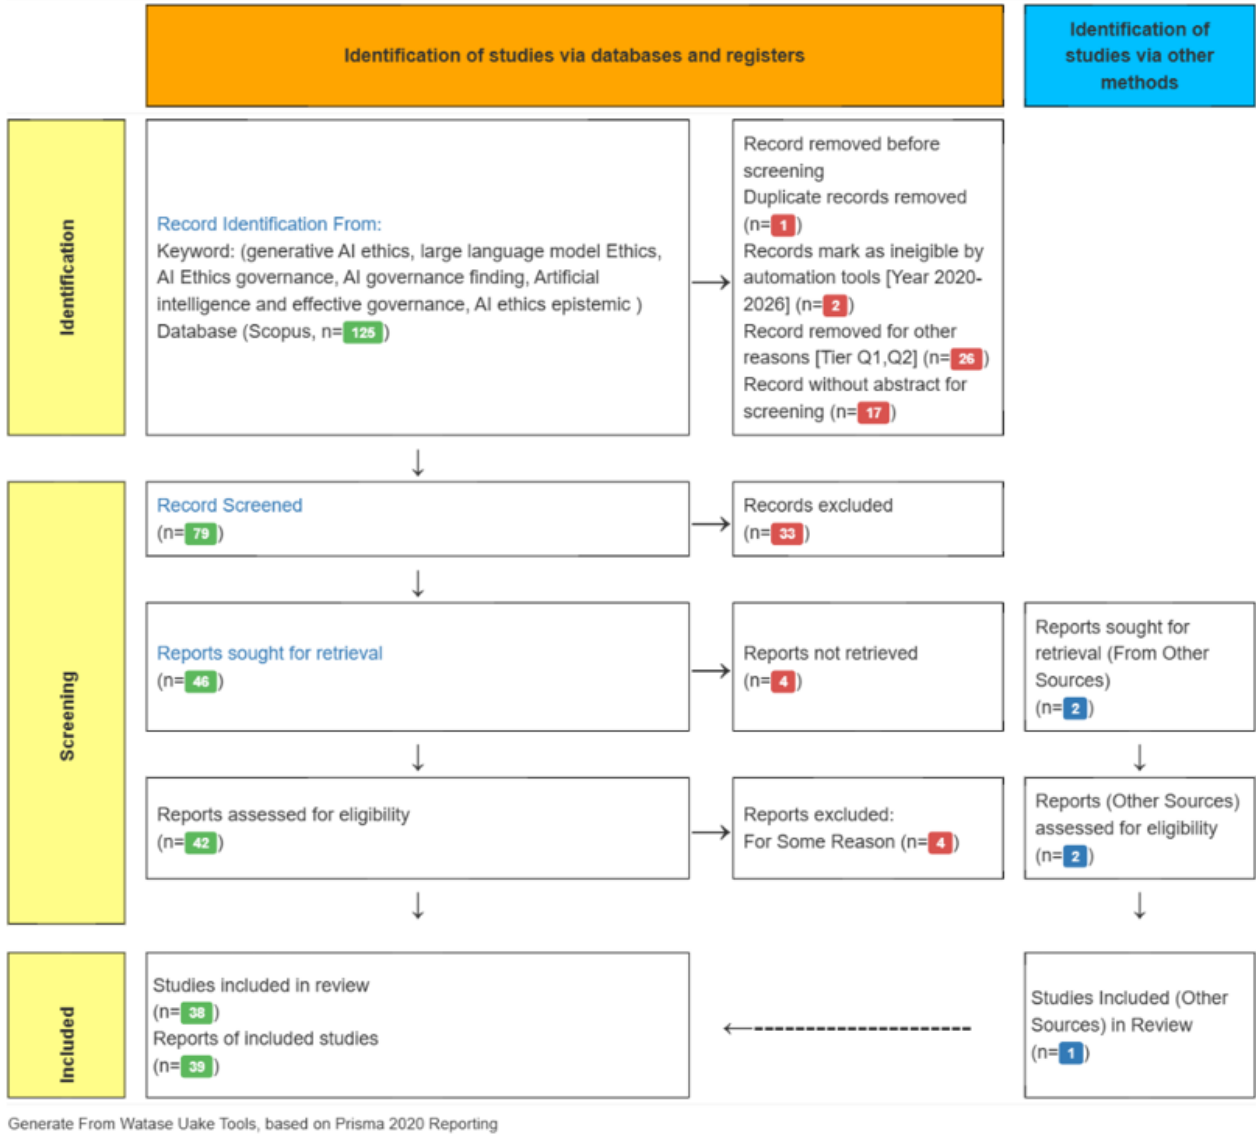 Identification of studies via databases and registers
Identification of
studies via other
methods
Identification
Record Identification From:
Keyword: (generative AI ethics, large language model Ethics,
AI Ethics governance, AI governance finding, Artificial
intelligence and effective governance, AI ethics epistemic )
Database (Scopus, n= 125 )
Record removed before
screening
Duplicate records removed
(n= 1 )
Records mark as ineigible by
automation tools [Year 2020-
2026] (n= 2 )
Record removed for other
reasons [Tier Q1,Q2] (n= 26 )
Record without abstract for
screening (n= 17 )
Screening
Record Screened
(n= 79 )
Records excluded
(n= 33 )
Reports sought for retrieval
(n= 46 )
Reports not retrieved
(n= 4 )
Reports sought for
retrieval (From Other
Sources)
(n= 2 )
Reports assessed for eligibility
(n= 42 )
Reports excluded:
For Some Reason (n= 4 )
Reports (Other Sources)
assessed for eligibility
(n= 2 )
Included
Studies included in review
(n= 38 )
Reports of included studies
(n= 39 )
Studies Included (Other
Sources) in Review
(n= 1 )
Generate From Watase Uake Tools, based on Prisma 2020 Reporting